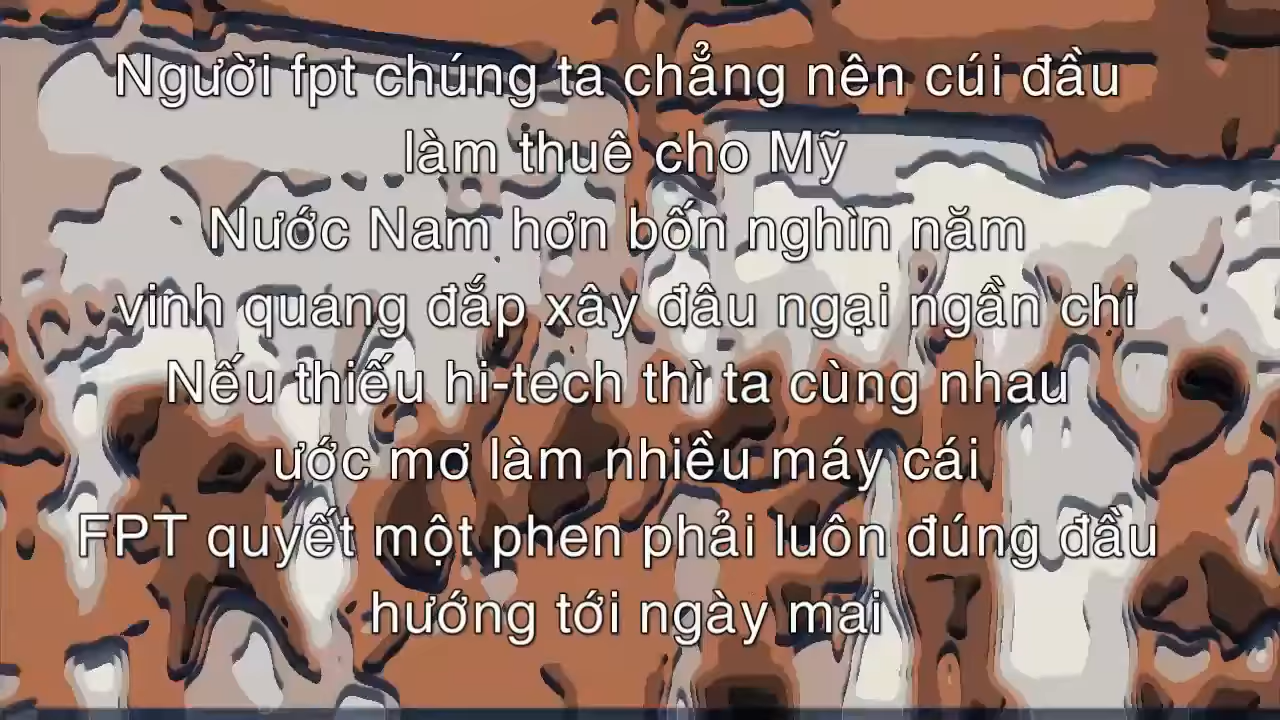 Người fpt chúng ta chẳng nên cúi đầu
làm thuê cho Mỹ
Nước Nam hơn bốn nghìn năm
vinh quang đắp xây đâu ngại ngần chi
Nếu thiếu hi-tech thì ta cùng nhau
ước mơ làm nhiều máy cái
FPT quyết một phen phải luôn đúng đầu
hướng tới ngày mai